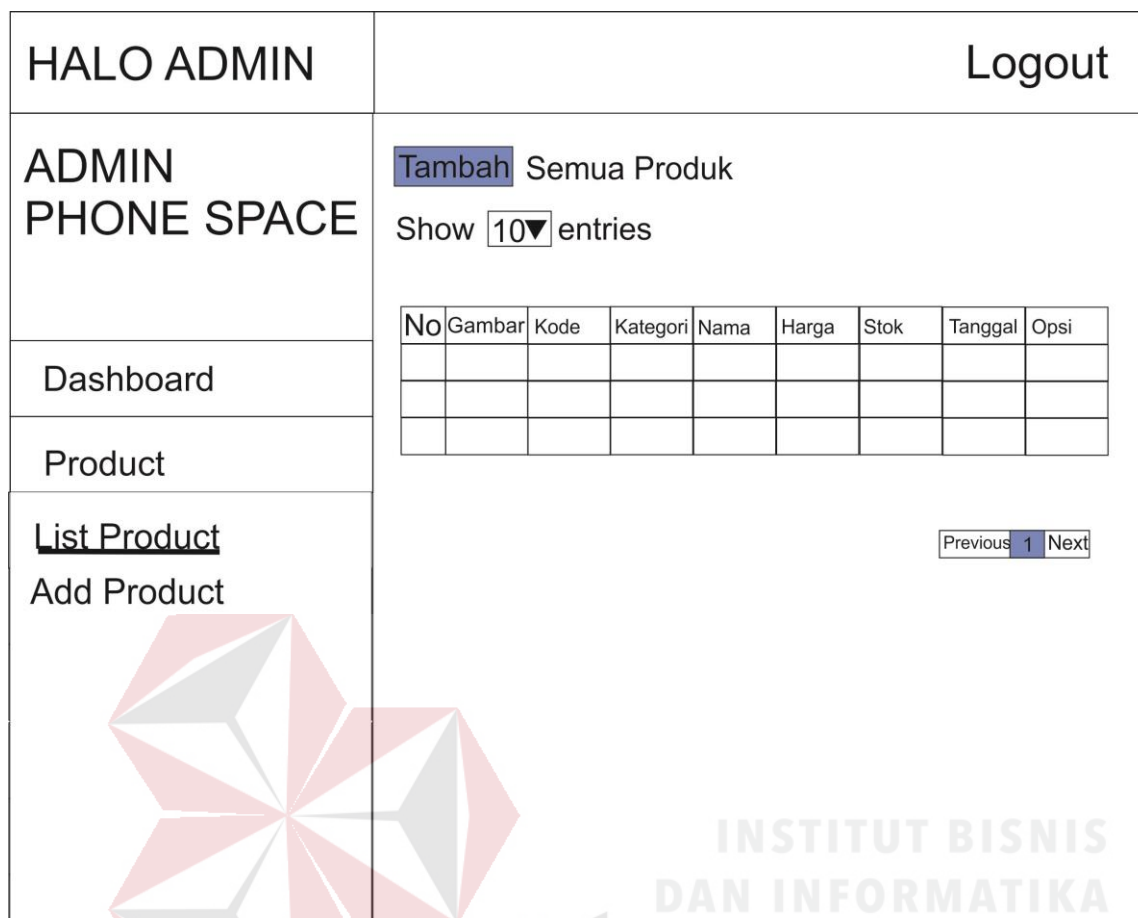 HALO ADMIN
Logout
ADMIN
PHONE SPACE
Tambah Semua Produk
Show 10▼ entries
No Gambar Kode Kategori Nama Harga Stok Tanggal Opsi
Dashboard
Product
List Product
Add Product
Previous 1 Next
INSTITUT BISNIS
DAN INFORMATIKA